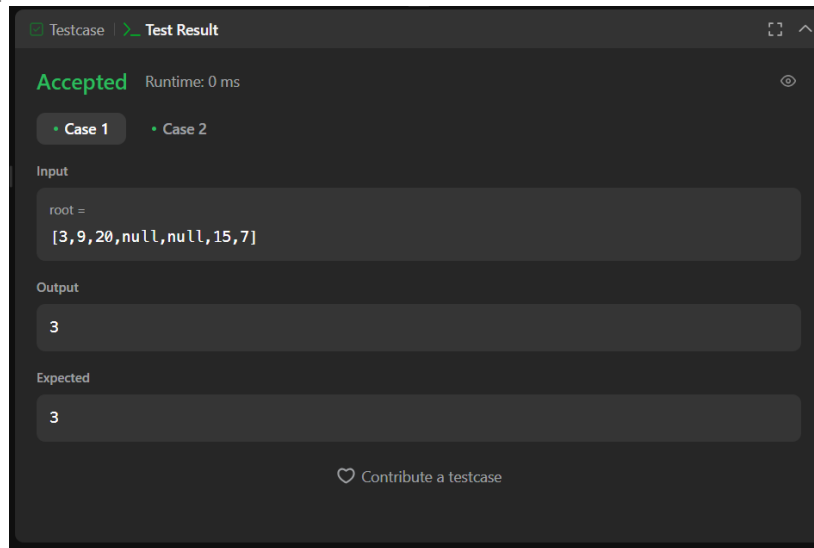 Testcase | >_ Test Result
Accepted Runtime: 0 ms
• Case 1 • Case 2
Input
root =
[3,9,20,null,null,15,7]
Output
3
Expected
3
Contribute a testcase